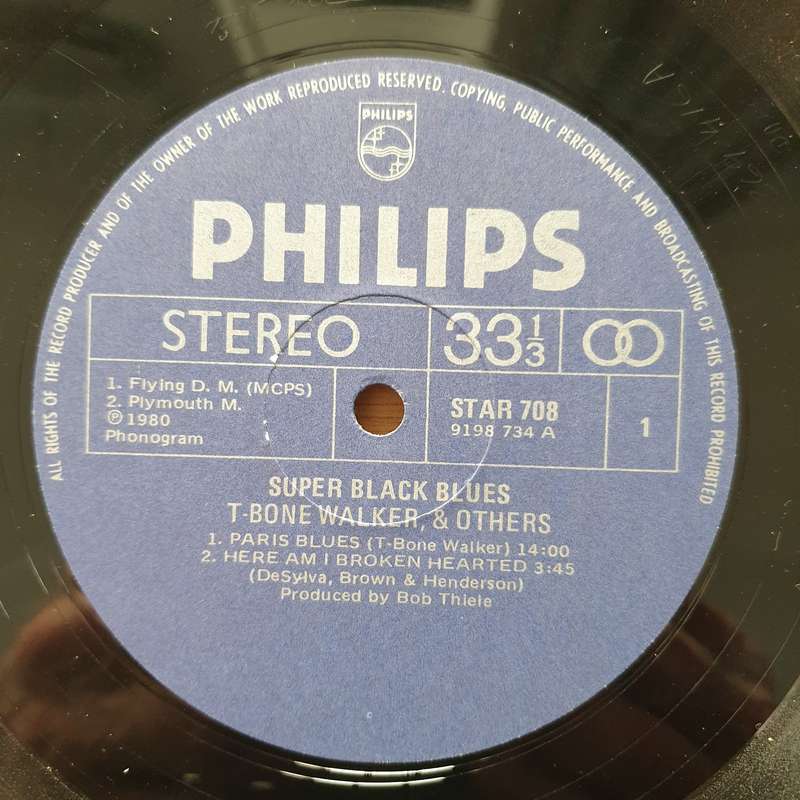 ALL RIGHTS OF THE RECORD PRODUCER AND OF THE OWNER OF THE WORK REPRODUCED RESERVED. COPYING, PUBLIC PERFORMANCE AND BROADCASTING OF THIS RECORD PROHIBITED
PHILIPS
PHILIPS
STEREO
33 1/3
1. Flying D. M. (MCPS)
2. Plymouth M.
℗ 1980
Phonogram
STAR 708
9198 734 A
1
SUPER BLACK BLUES
T-BONE WALKER, & OTHERS
1. PARIS BLUES (T-Bone Walker) 14:00
2. HERE AM I BROKEN HEARTED 3:45
(DeSylva, Brown & Henderson)
Produced by Bob Thiele